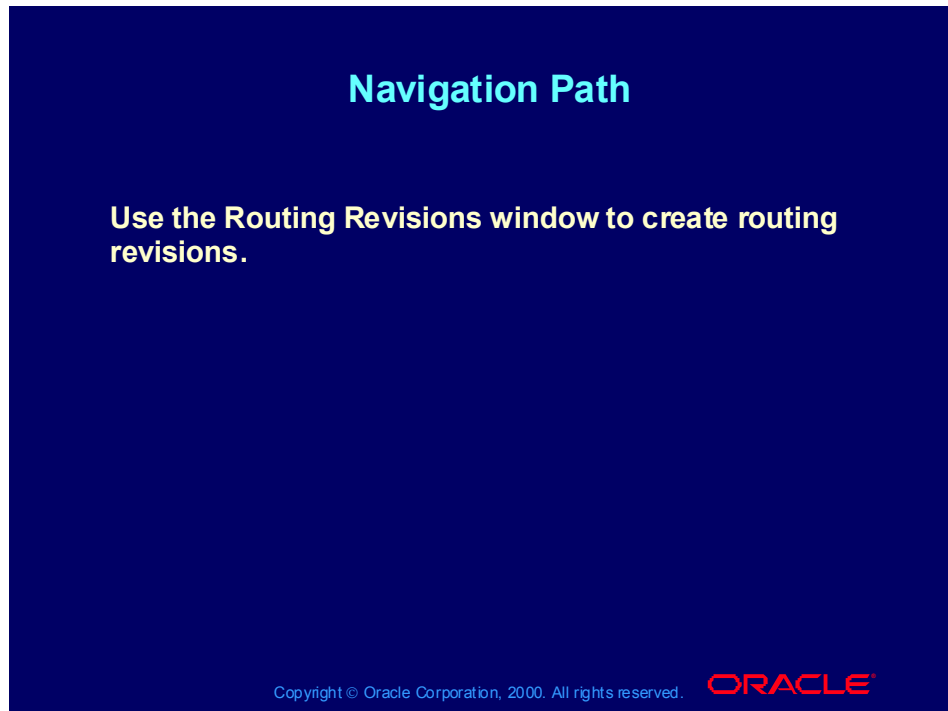 Navigation Path
Use the Routing Revisions window to create routing
revisions.
Copyright © Oracle Corporation, 2000. All rights reserved.
ORACLE®